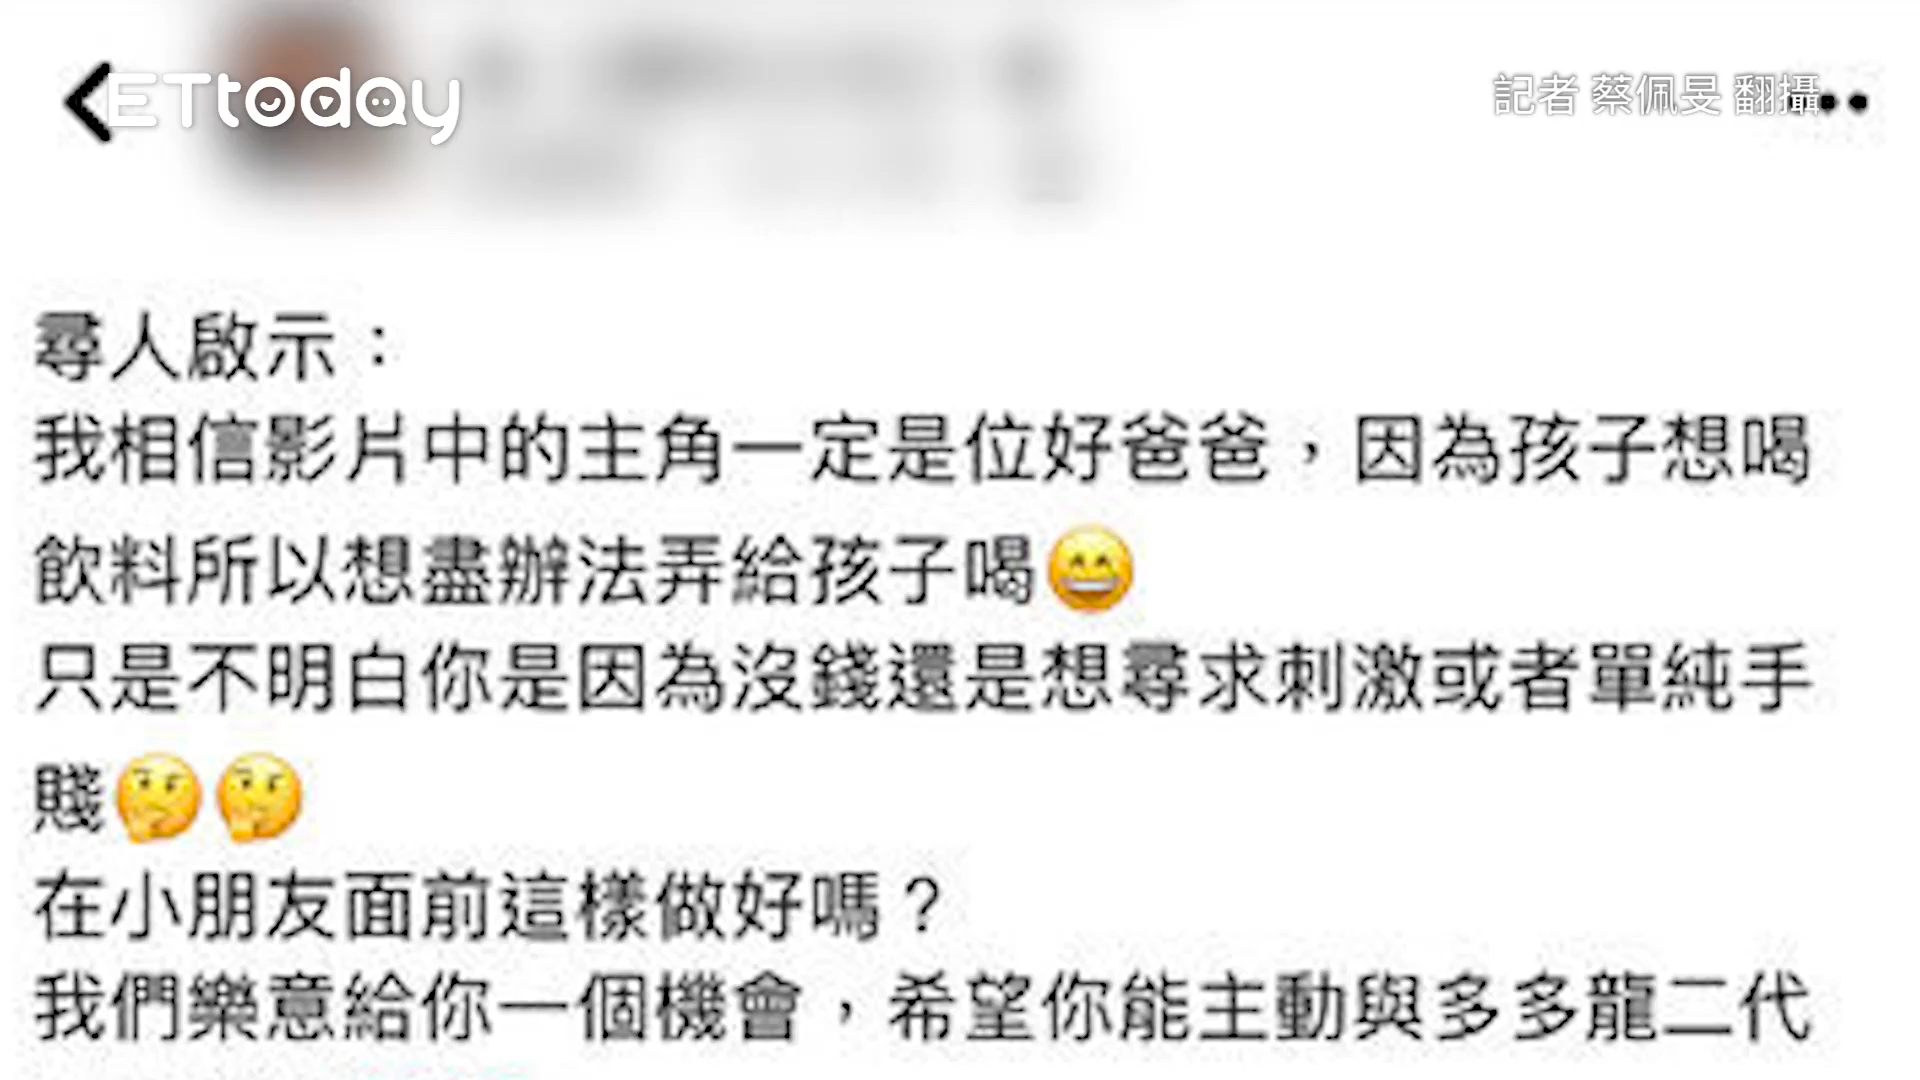 ETtoday
記者 蔡佩旻 翻攝
尋人啟示：
我相信影片中的主角一定是位好爸爸，因為孩子想喝
飲料所以想盡辦法弄給孩子喝😄
只是不明白你是因為沒錢還是想尋求刺激或者單純手
賤🤔🤔
在小朋友面前這樣做好嗎？
我們樂意給你一個機會，希望你能主動與多多龍二代